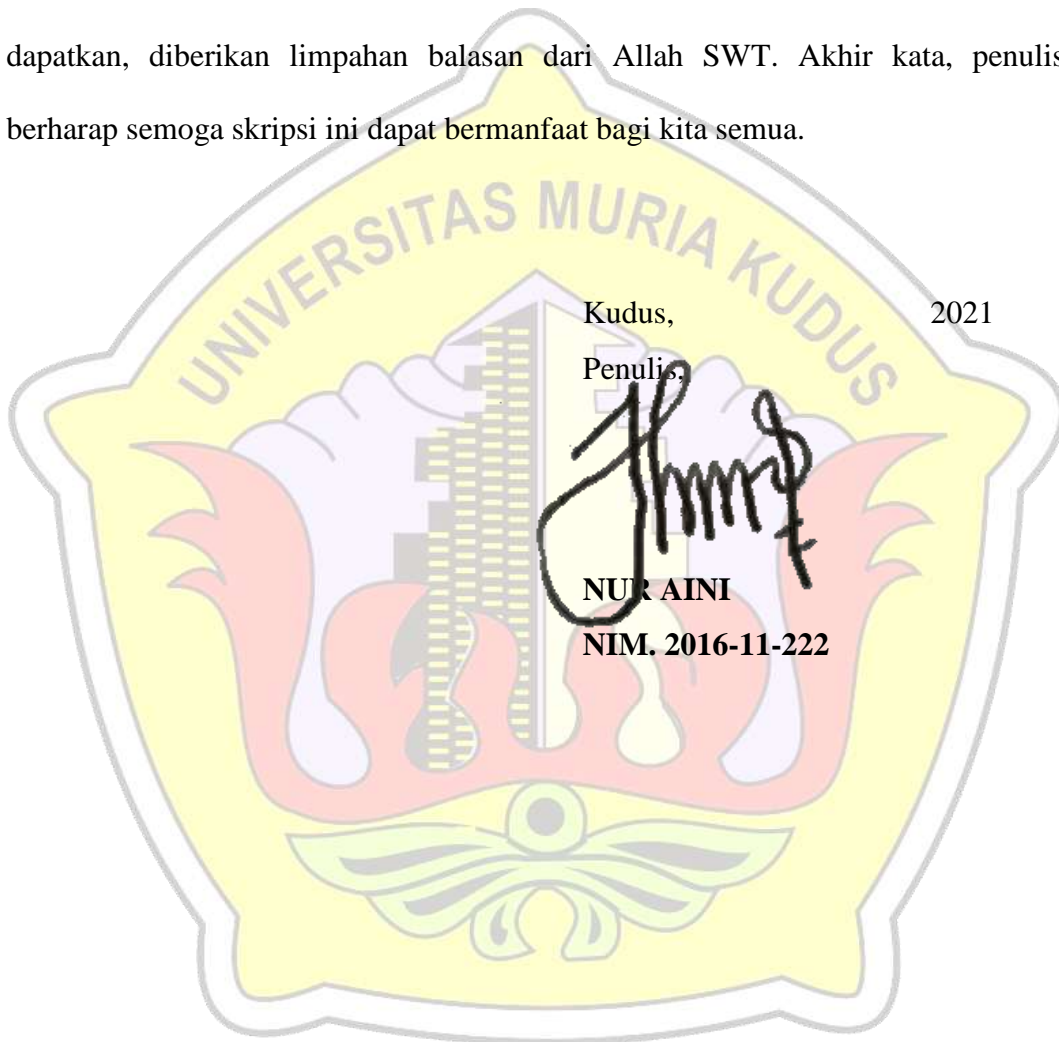 dapatkan, diberikan limpahan balasan dari Allah SWT. Akhir kata, penulis
berharap semoga skripsi ini dapat bermanfaat bagi kita semua.
UNIVERSITAS MURIA KUDUS
Kudus, 2021
Penulis,
NUR AINI
NIM. 2016-11-222